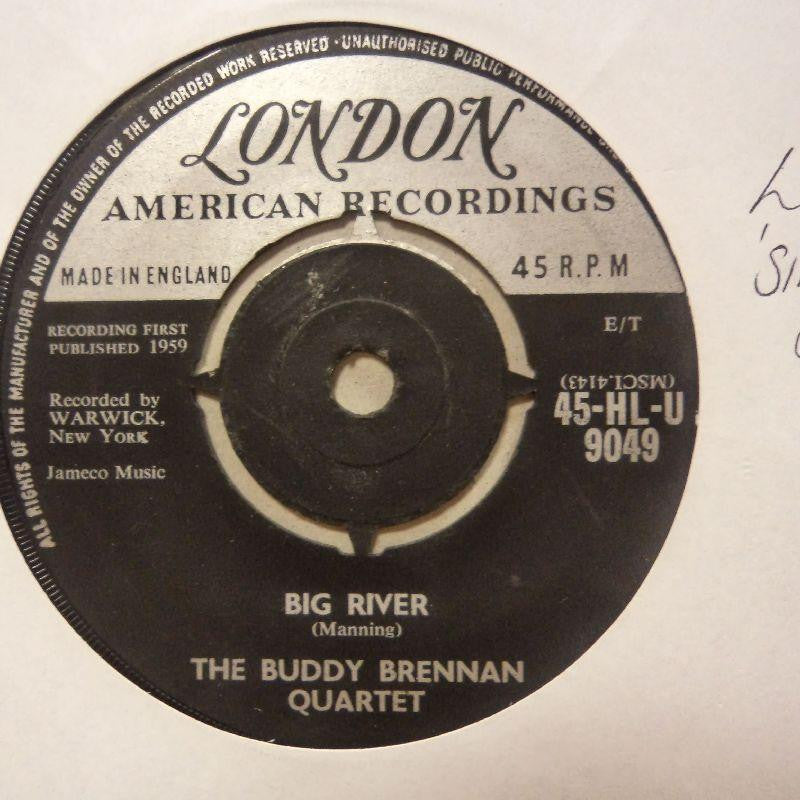 ALL RIGHTS OF THE MANUFACTURER AND OF THE OWNER OF THE RECORDED WORK RESERVED · UNAUTHORISED PUBLIC PERFORMANCE
LONDON
AMERICAN RECORDINGS
MADE IN ENGLAND
45 R.P.M
RECORDING FIRST
PUBLISHED 1959
E/T
Recorded by
WARWICK,
NEW YORK
Jameco Music
(MSCI.4143)
45-HL-U
9049
BIG RIVER
(Manning)
THE BUDDY BRENNAN
QUARTET